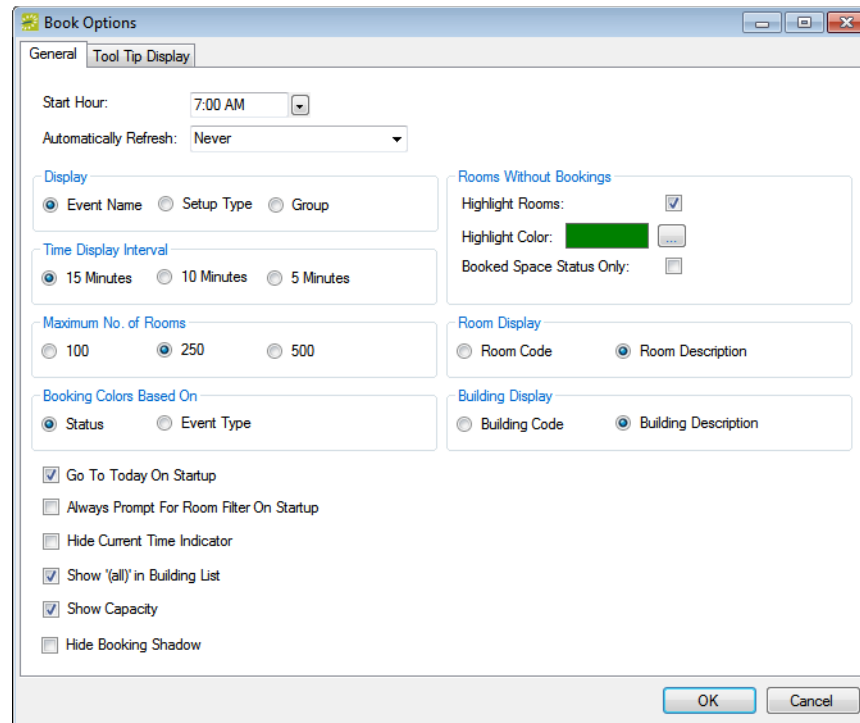 Book Options
General Tool Tip Display
Start Hour: 7:00 AM
Automatically Refresh: Never
Display
Event Name Setup Type Group
Time Display Interval
15 Minutes 10 Minutes 5 Minutes
Maximum No. of Rooms
100 250 500
Booking Colors Based On
Status Event Type
Rooms Without Bookings
Highlight Rooms:
Highlight Color: ...
Booked Space Status Only:
Room Display
Room Code Room Description
Building Display
Building Code Building Description
Go To Today On Startup
Always Prompt For Room Filter On Startup
Hide Current Time Indicator
Show '(all)' in Building List
Show Capacity
Hide Booking Shadow
OK Cancel